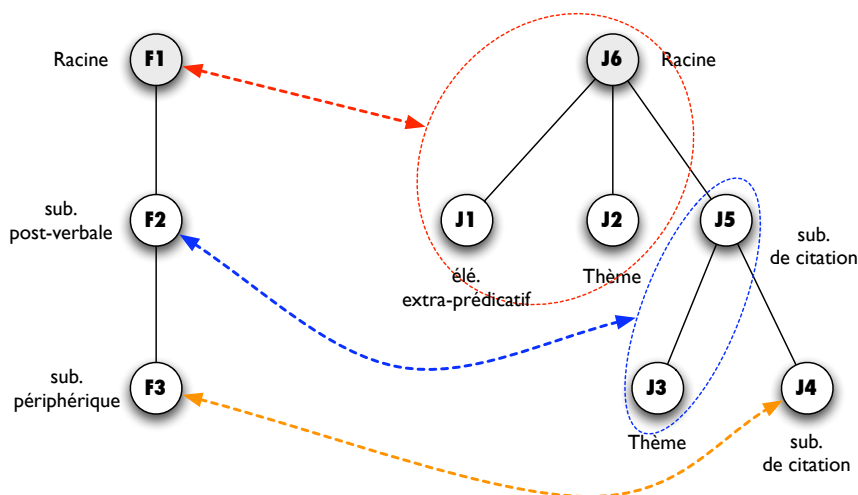 Racine
F1
J6
Racine
sub.
post-verbale
F2
J1
J2
J5
sub.
de citation
élé.
extra-prédicatif
Thème
sub.
périphérique
F3
J3
J4
Thème
sub.
de citation